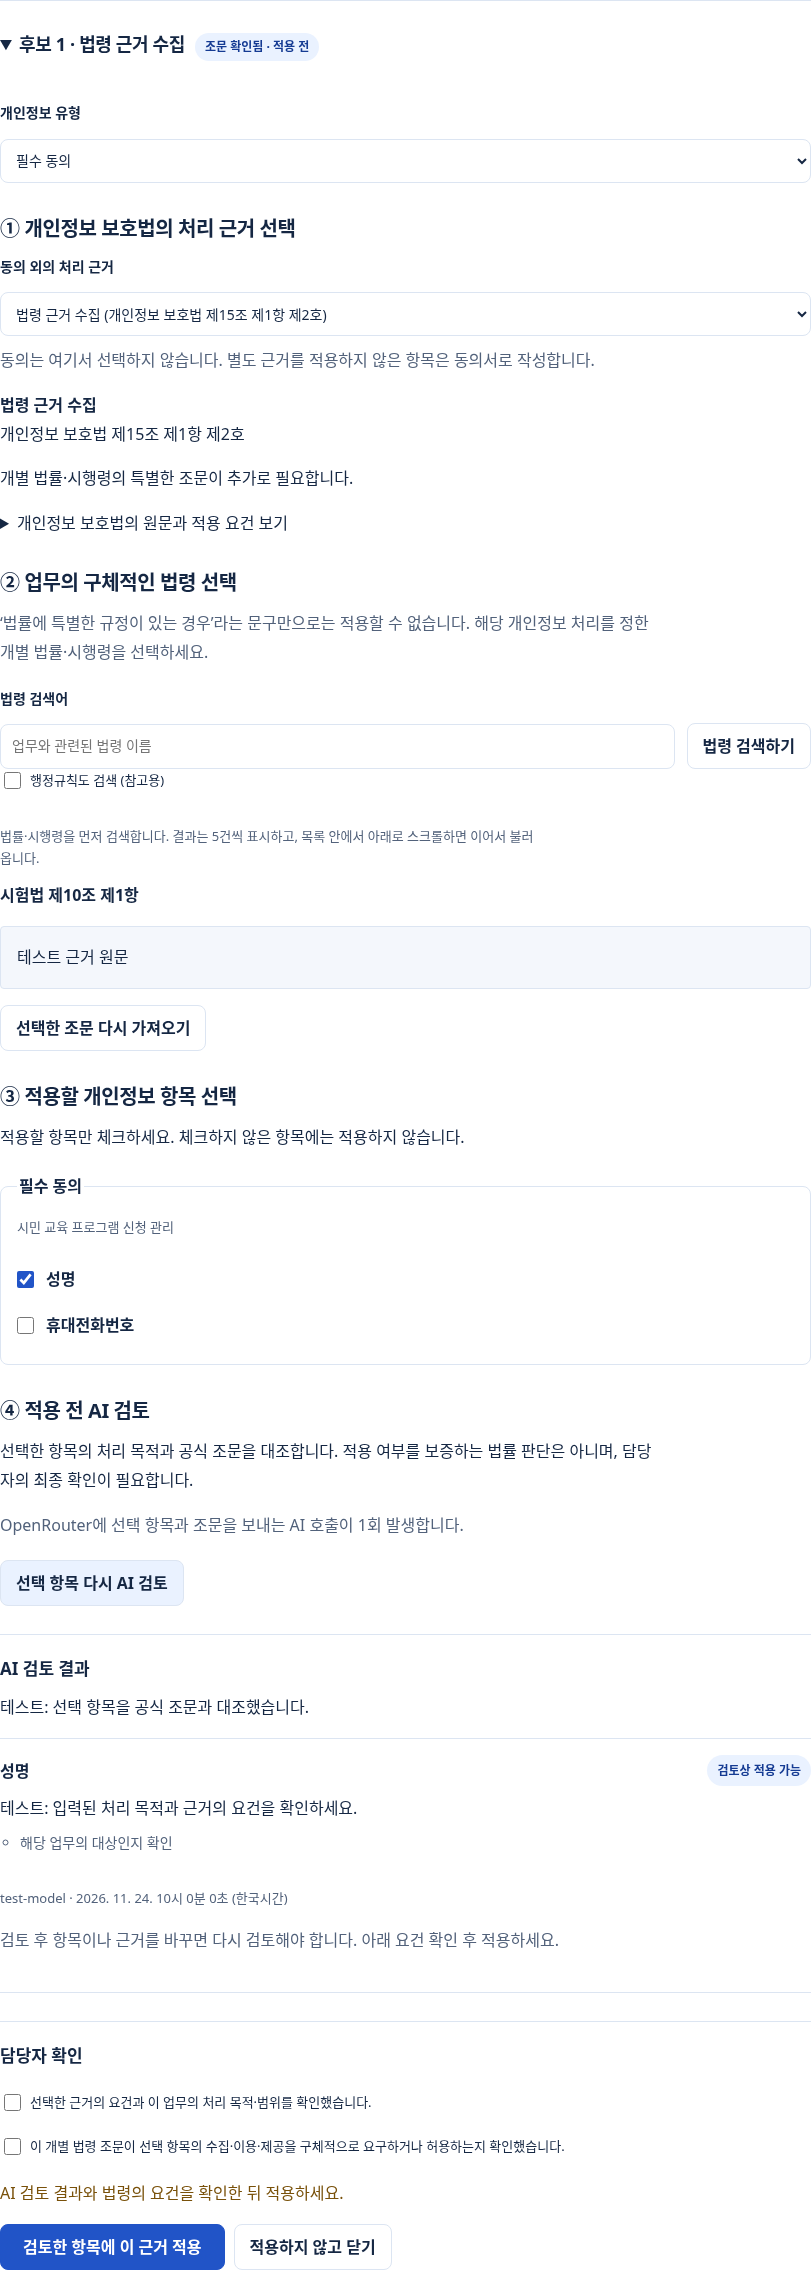 ▼ 후보 1 · 법령 근거 수집 조문 확인됨 · 적용 전
개인정보 유형
필수 동의
① 개인정보 보호법의 처리 근거 선택
동의 외의 처리 근거
법령 근거 수집 (개인정보 보호법 제15조 제1항 제2호)
동의는 여기서 선택하지 않습니다. 별도 근거를 적용하지 않은 항목은 동의서로 작성합니다.
법령 근거 수집
개인정보 보호법 제15조 제1항 제2호
개별 법률·시행령의 특별한 조문이 추가로 필요합니다.
▶ 개인정보 보호법의 원문과 적용 요건 보기
② 업무의 구체적인 법령 선택
‘법률에 특별한 규정이 있는 경우’라는 문구만으로는 적용할 수 없습니다. 해당 개인정보 처리를 정한
개별 법률·시행령을 선택하세요.
법령 검색어
업무와 관련된 법령 이름 법령 검색하기
행정규칙도 검색 (참고용)
법률·시행령을 먼저 검색합니다. 결과는 5건씩 표시하고, 목록 안에서 아래로 스크롤하면 이어서 불러
옵니다.
시험법 제10조 제1항
테스트 근거 원문
선택한 조문 다시 가져오기
③ 적용할 개인정보 항목 선택
적용할 항목만 체크하세요. 체크하지 않은 항목에는 적용하지 않습니다.
필수 동의
시민 교육 프로그램 신청 관리
성명
휴대전화번호
④ 적용 전 AI 검토
선택한 항목의 처리 목적과 공식 조문을 대조합니다. 적용 여부를 보증하는 법률 판단은 아니며, 담당
자의 최종 확인이 필요합니다.
OpenRouter에 선택 항목과 조문을 보내는 AI 호출이 1회 발생합니다.
선택 항목 다시 AI 검토
AI 검토 결과
테스트: 선택 항목을 공식 조문과 대조했습니다.
성명 검토상 적용 가능
테스트: 입력된 처리 목적과 근거의 요건을 확인하세요.
◦ 해당 업무의 대상인지 확인
test-model · 2026. 11. 24. 10시 0분 0초 (한국시간)
검토 후 항목이나 근거를 바꾸면 다시 검토해야 합니다. 아래 요건 확인 후 적용하세요.
담당자 확인
선택한 근거의 요건과 이 업무의 처리 목적·범위를 확인했습니다.
이 개별 법령 조문이 선택 항목의 수집·이용·제공을 구체적으로 요구하거나 허용하는지 확인했습니다.
AI 검토 결과와 법령의 요건을 확인한 뒤 적용하세요.
검토한 항목에 이 근거 적용 적용하지 않고 닫기